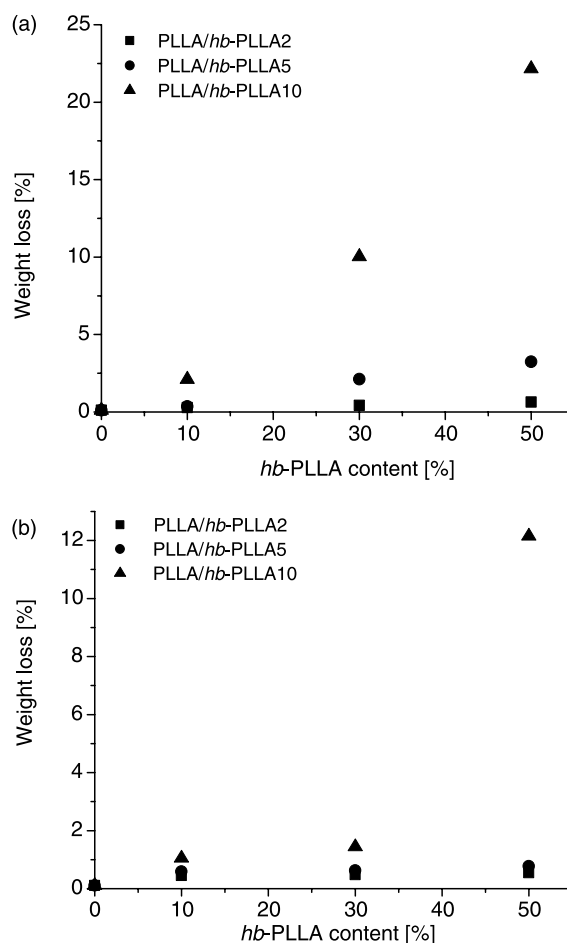 (a)
PLLA/hb-PLLA2
PLLA/hb-PLLA5
PLLA/hb-PLLA10
Weight loss [%]
25
20
15
10
5
0
0 10 20 30 40 50
hb-PLLA content [%]
(b)
PLLA/hb-PLLA2
PLLA/hb-PLLA5
PLLA/hb-PLLA10
Weight loss [%]
12
10
8
6
4
2
0
0 10 20 30 40 50
hb-PLLA content [%]